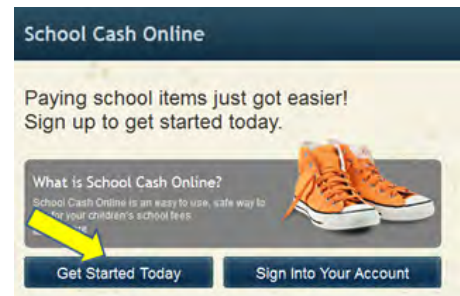 School Cash Online
Paying school items just got easier!
Sign up to get started today.
What is School Cash Online?
School Cash Online is an easy to use, safe way to
for your children's school fees
Get Started Today
Sign Into Your Account